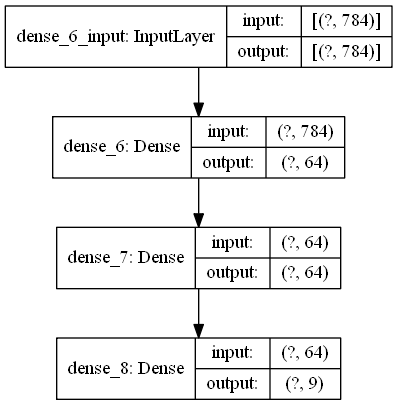 dense_6_input: InputLayer
input: [(?, 784)]
output: [(?, 784)]
dense_6: Dense
input: (?, 784)
output: (?, 64)
dense_7: Dense
input: (?, 64)
output: (?, 64)
dense_8: Dense
input: (?, 64)
output: (?, 9)